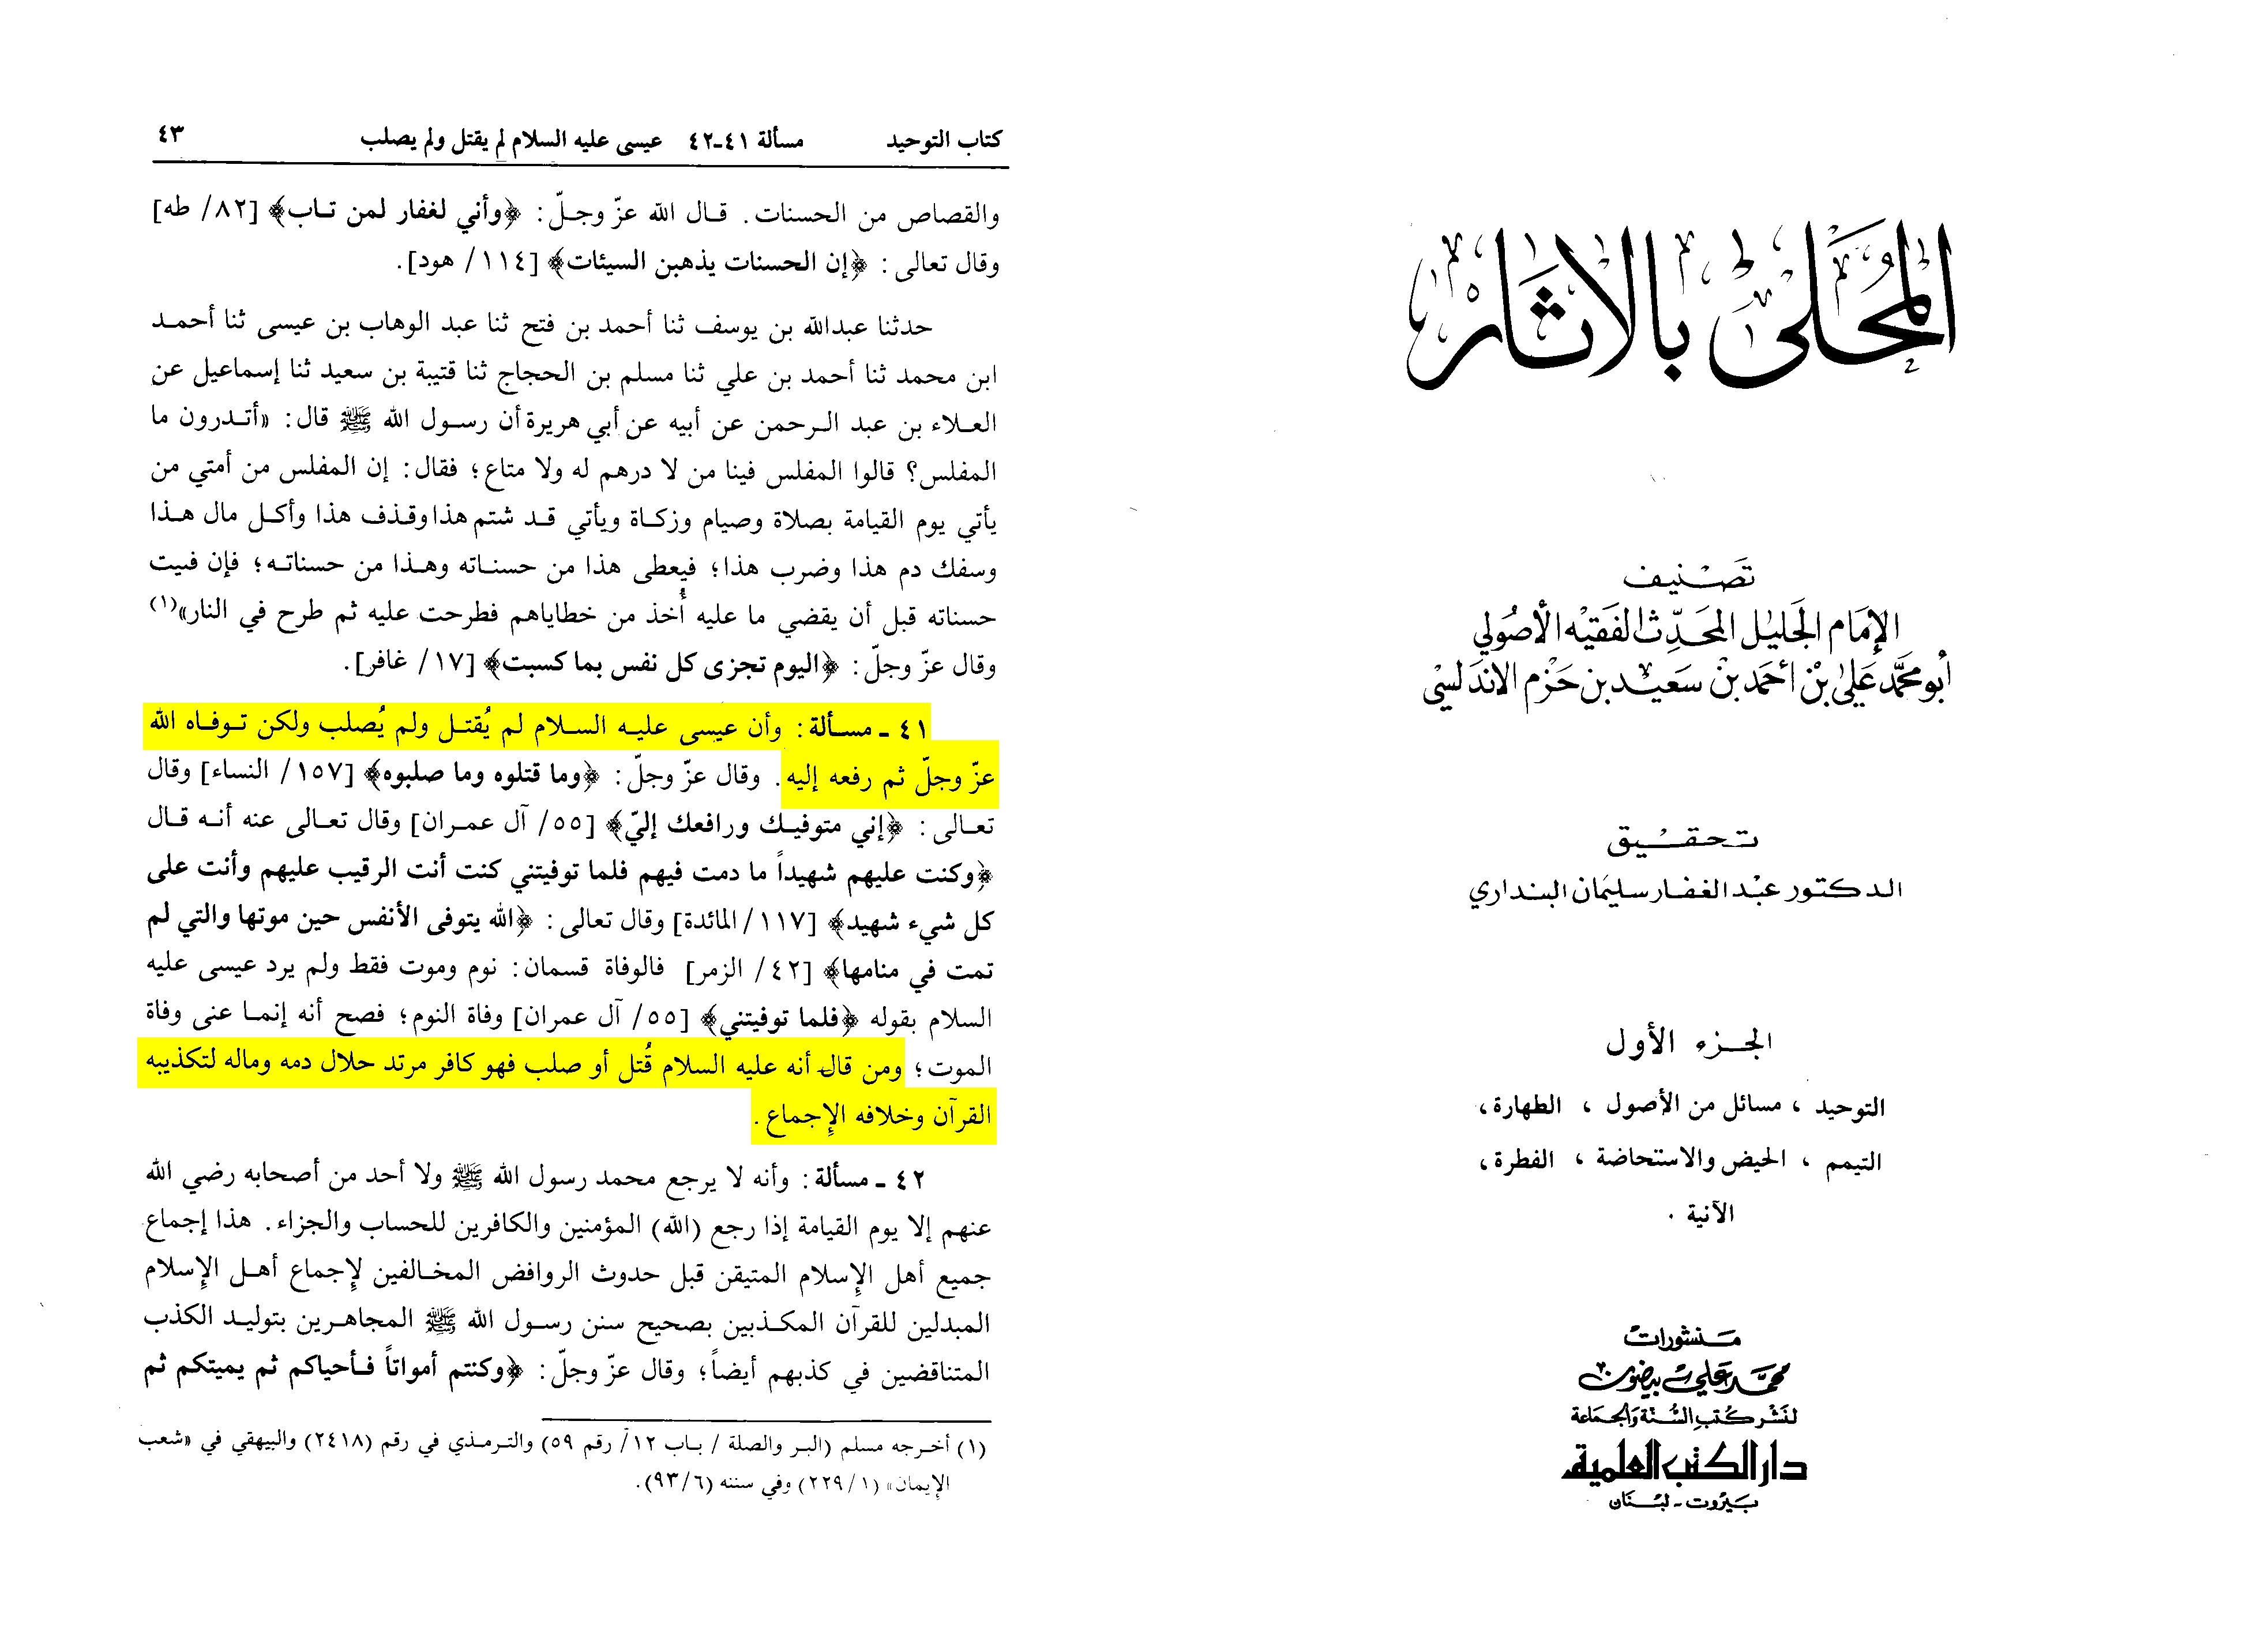 المُحَلَّىٰ بالآثَار
تصنيف
الإمام الجليل المحدّث الفقيه الأصولي
أبو محمّد علي بن أحمد بن سعيد بن حزم الاندلسي
تحقيق
الدكتور عبد الغفار سليمان البنداري
الجزء الأول
التوحيد ، مسائل من الأصول ، الطهارة ،
التيمم ، الحيض والاستحاضة ، الفطرة ،
الآنية .
منشورات
محمد علي بيضون
لنشر كتب السنة والجماعة
دار الكتب العلمية
بيروت - لبنان
كتاب التوحيد مسألة ٤١-٤٢ عيسى عليه السلام لم يقتل ولم يصلب ٤٣
والقصاص من الحسنات. قال الله عزّ وجلّ: ﴿وأني لغفار لمن تاب﴾ [٨٢/ طه]
وقال تعالى: ﴿إن الحسنات يذهبن السيئات﴾ [١١٤/ هود].
حدثنا عبدالله بن يوسف ثنا أحمد بن فتح ثنا عبد الوهاب بن عيسى ثنا أحمد
ابن محمد ثنا أحمد بن علي ثنا مسلم بن الحجاج ثنا قتيبة بن سعيد ثنا إسماعيل عن
العلاء بن عبد الرحمن عن أبيه عن أبي هريرة أن رسول الله ﷺ قال: «أتدرون ما
المفلس؟ قالوا المفلس فينا من لا درهم له ولا متاع؛ فقال: إن المفلس من أمتي من
يأتي يوم القيامة بصلاة وصيام وزكاة ويأتي قد شتم هذا وقذف هذا وأكل مال هذا
وسفك دم هذا وضرب هذا؛ فيعطى هذا من حسناته وهذا من حسناته؛ فإن فنيت
حسناته قبل أن يقضي ما عليه أُخذ من خطاياهم فطرحت عليه ثم طرح في النار»(١)
وقال عزّ وجلّ: ﴿اليوم تجزى كل نفس بما كسبت﴾ [١٧/ غافر].
٤١ - مسألة: وأن عيسى عليه السلام لم يُقتل ولم يُصلب ولكن توفاه الله
عزّ وجلّ ثم رفعه إليه. وقال عزّ وجلّ: ﴿وما قتلوه وما صلبوه﴾ [١٥٧/ النساء] وقال
تعالى: ﴿إني متوفيك ورافعك إليّ﴾ [٥٥/ آل عمران] وقال تعالى عنه أنه قال
﴿وكنت عليهم شهيداً ما دمت فيهم فلما توفيتني كنت أنت الرقيب عليهم وأنت على
كل شيء شهيد﴾ [١١٧/ المائدة] وقال تعالى: ﴿الله يتوفى الأنفس حين موتها والتي لم
تمت في منامها﴾ [٤٢/ الزمر] فالوفاة قسمان: نوم وموت فقط ولم يرد عيسى عليه
السلام بقوله ﴿فلما توفيتني﴾ [٥٥/ آل عمران] وفاة النوم؛ فصح أنه إنما عنى وفاة
الموت؛ ومن قال أنه عليه السلام قُتل أو صلب فهو كافر مرتد حلال دمه وماله لتكذيبه
القرآن وخلافه الإجماع.
٤٢ - مسألة: وأنه لا يرجع محمد رسول الله ﷺ ولا أحد من أصحابه رضي الله
عنهم إلا يوم القيامة إذا رجع (الله) المؤمنين والكافرين للحساب والجزاء. هذا إجماع
جميع أهل الإسلام المتيقن قبل حدوث الروافض المخالفين لإجماع أهل الإسلام
المبدلين للقرآن المكذبين بصحيح سنن رسول الله ﷺ المجاهرين بتوليد الكذب
المتناقضين في كذبهم أيضاً؛ وقال عزّ وجلّ: ﴿وكنتم أمواتاً فأحياكم ثم يميتكم ثم
(١) أخرجه مسلم (البر والصلة / باب ١٢/ رقم ٥٩) والترمذي في رقم (٢٤١٨) والبيهقي في «شعب
الإيمان» (١/ ٢٢٩) وفي سننه (٩٣/٦).